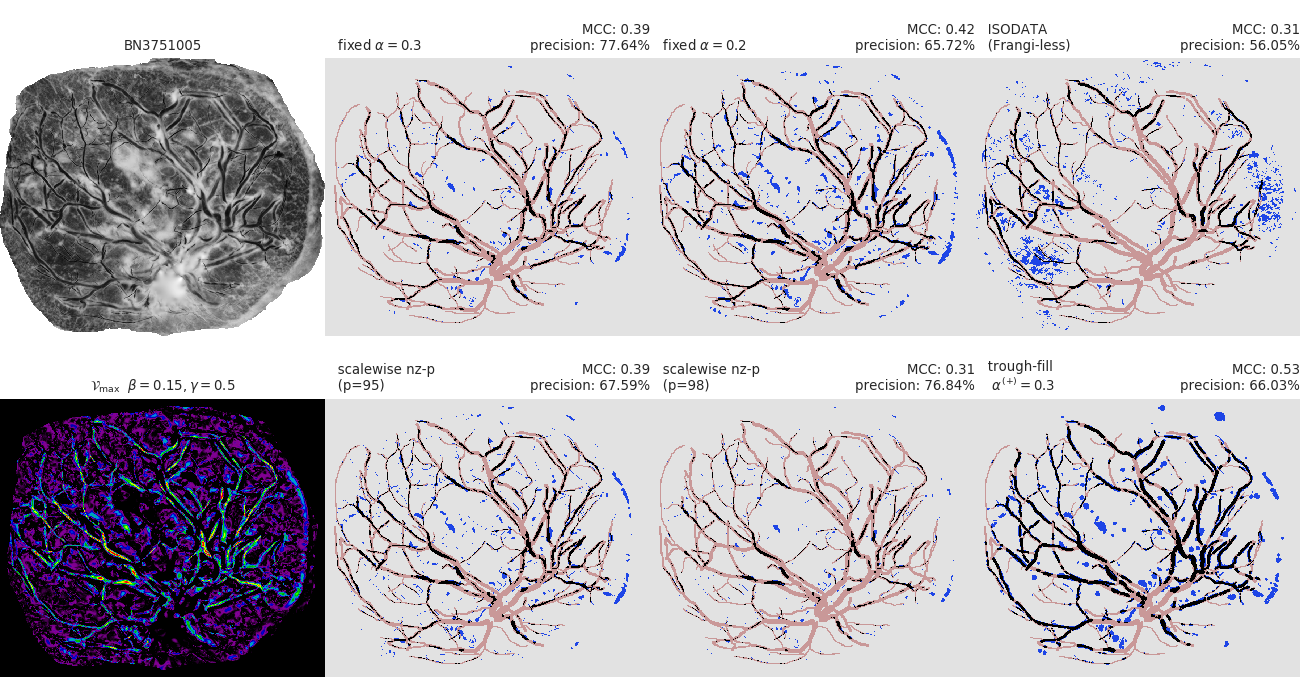 BN3751005
fixed α = 0.3
MCC: 0.39
precision: 77.64%
fixed α = 0.2
MCC: 0.42
precision: 65.72%
ISODATA
(Frangi-less)
MCC: 0.31
precision: 56.05%
𝒱max β = 0.15, γ = 0.5
scalewise nz-p
(p=95)
MCC: 0.39
precision: 67.59%
scalewise nz-p
(p=98)
MCC: 0.31
precision: 76.84%
trough-fill
α(+) = 0.3
MCC: 0.53
precision: 66.03%